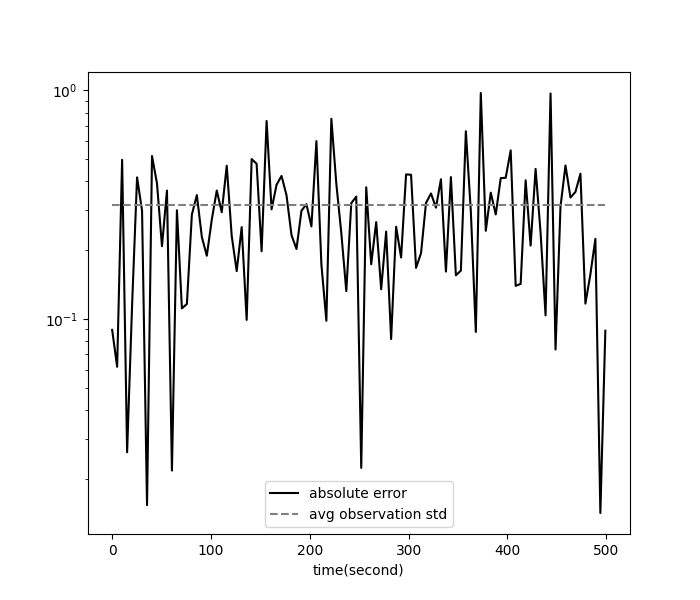 10⁰
10⁻¹
absolute error
avg observation std
0 100 200 300 400 500
time(second)